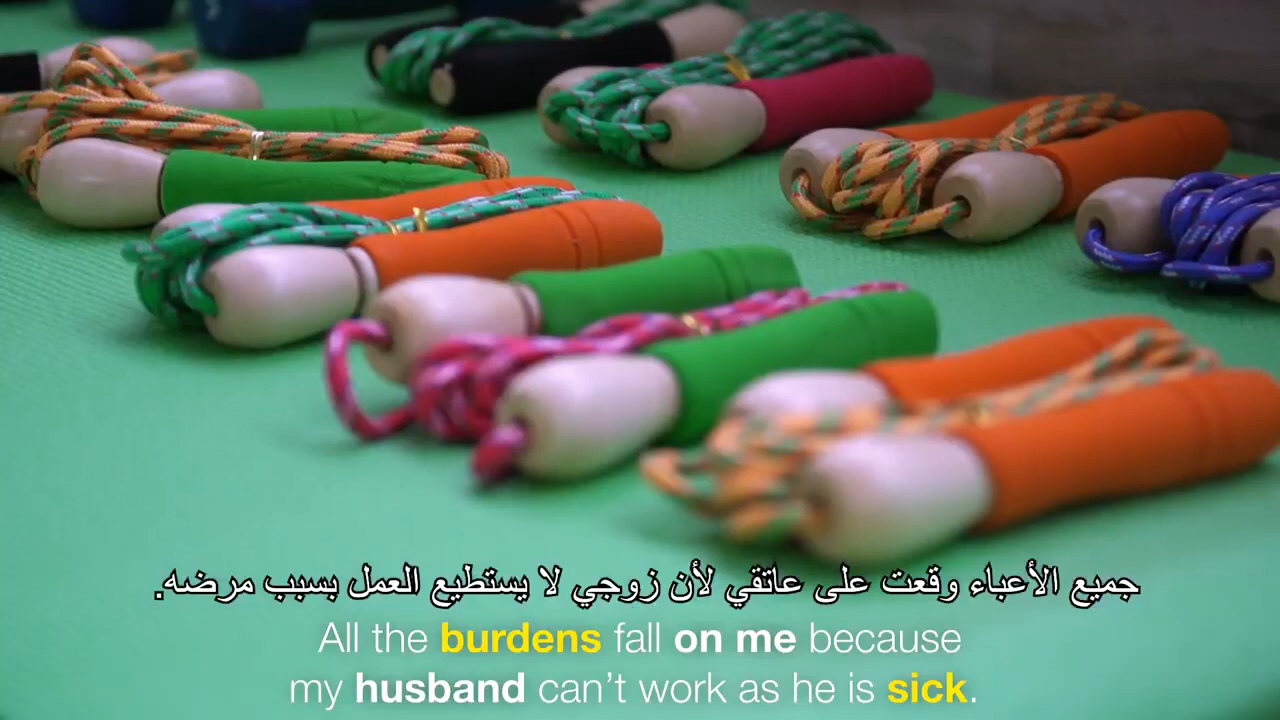 جميع الأعباء وقعت على عاتقي لأن زوجي لا يستطيع العمل بسبب مرضه.
All the burdens fall on me because
my husband can't work as he is sick.